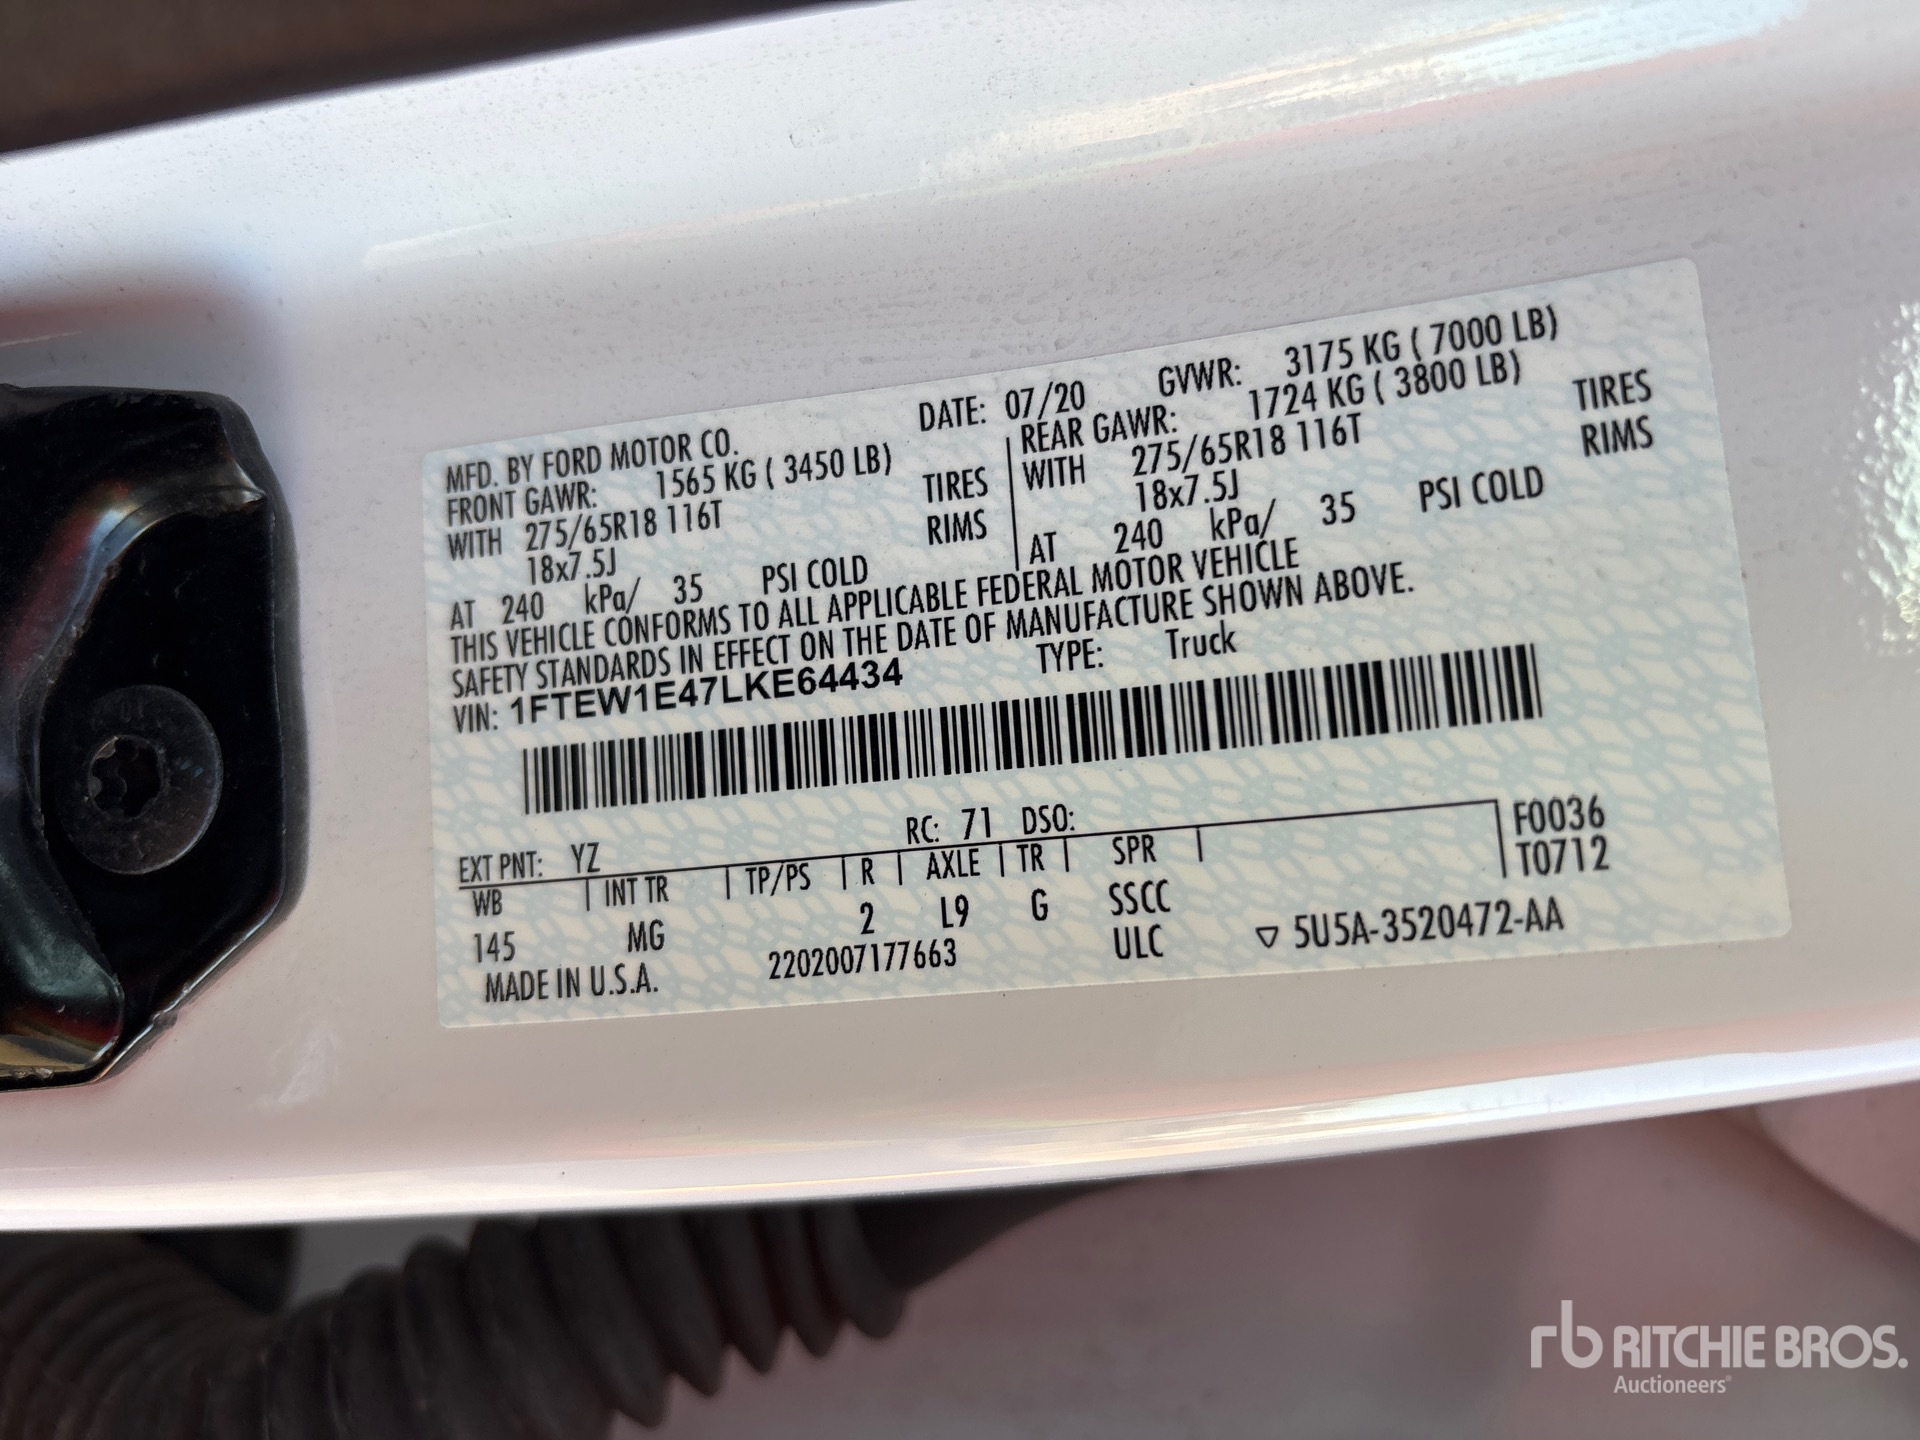 MFD. BY FORD MOTOR CO. DATE: 07/20 GVWR: 3175 KG ( 7000 LB)
FRONT GAWR: 1565 KG ( 3450 LB) REAR GAWR: 1724 KG ( 3800 LB)
WITH 275/65R18 116T TIRES WITH 275/65R18 116T TIRES
18x7.5J RIMS 18x7.5J RIMS
AT 240 kPa/ 35 PSI COLD AT 240 kPa/ 35 PSI COLD
THIS VEHICLE CONFORMS TO ALL APPLICABLE FEDERAL MOTOR VEHICLE
SAFETY STANDARDS IN EFFECT ON THE DATE OF MANUFACTURE SHOWN ABOVE.
VIN: 1FTEW1E47LKE64434 TYPE: Truck
EXT PNT: YZ RC: 71 DSO: F0036
WB INT TR TP/PS R AXLE TR SPR T0712
145 MG 2 L9 G SSCC
MADE IN U.S.A. 2202007177663 ULC ▽ 5U5A-3520472-AA
rb RITCHIE BROS.
Auctioneers